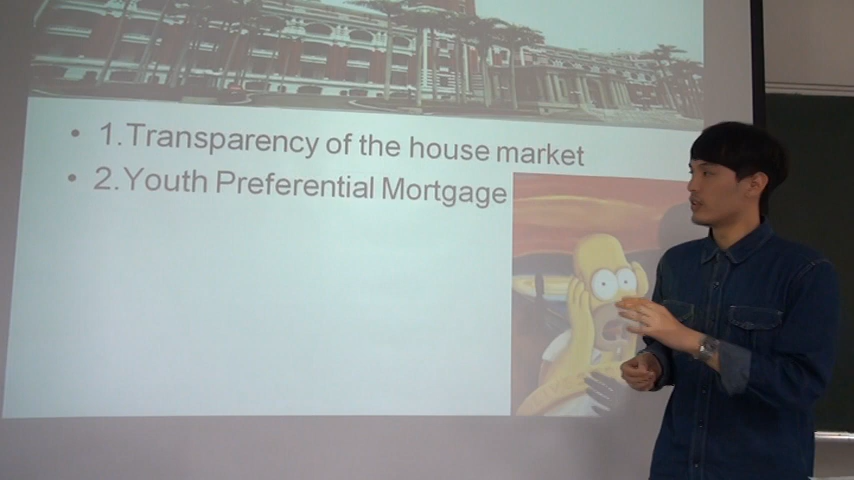 • 1.Transparency of the house market
• 2.Youth Preferential Mortgage